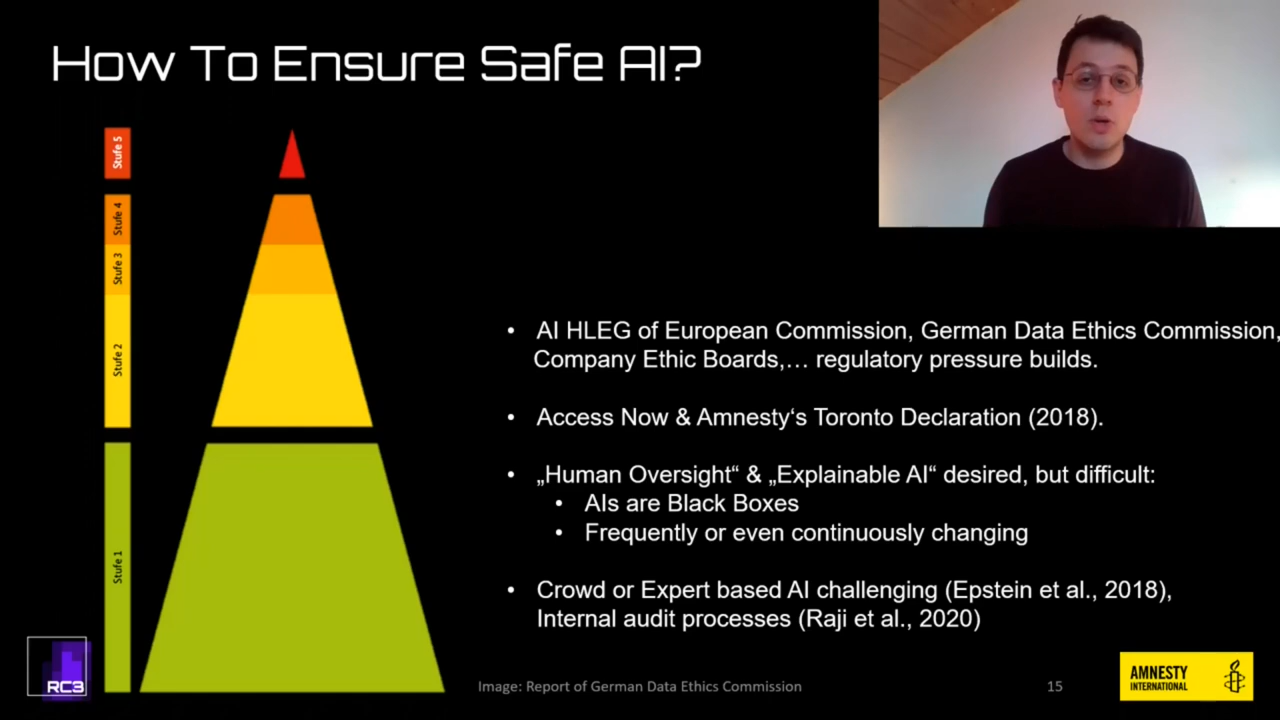 How To Ensure Safe AI?
Stufe 5
Stufe 4
Stufe 3
Stufe 2
Stufe 1
• AI HLEG of European Commission, German Data Ethics Commission,
Company Ethic Boards,… regulatory pressure builds.
• Access Now & Amnesty‘s Toronto Declaration (2018).
• „Human Oversight“ & „Explainable AI“ desired, but difficult:
• AIs are Black Boxes
• Frequently or even continuously changing
• Crowd or Expert based AI challenging (Epstein et al., 2018),
Internal audit processes (Raji et al., 2020)
RC3
Image: Report of German Data Ethics Commission
15
AMNESTY
INTERNATIONAL